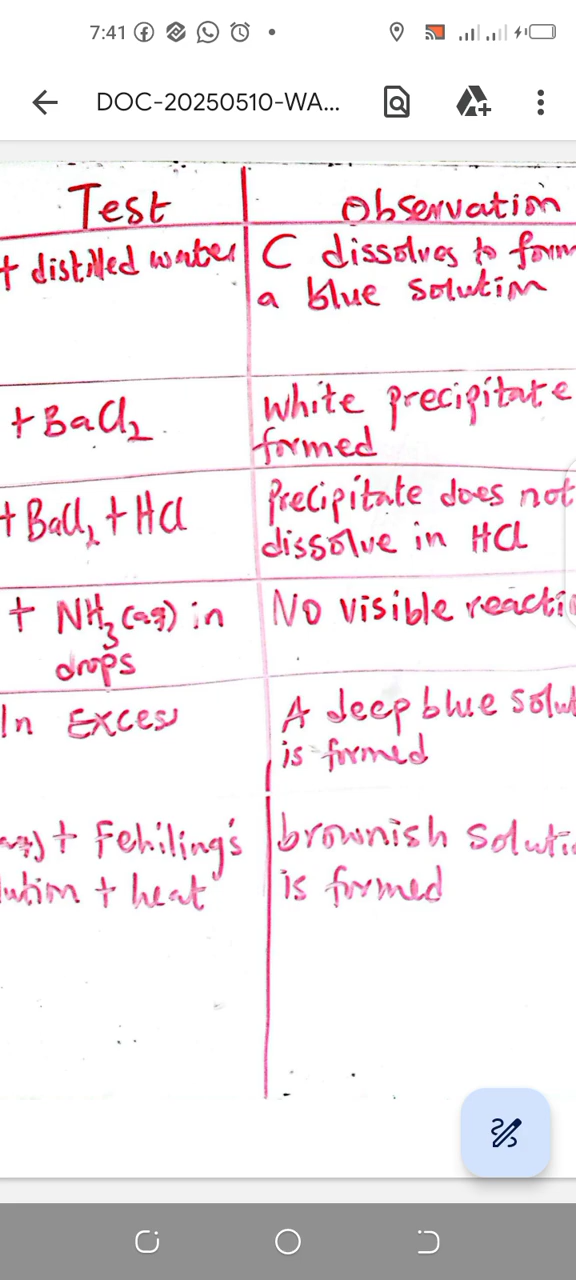 7:41
DOC-20250510-WA...
Test
Observation
+ distilled water
C dissolves to form
a blue solution
+ BaCl₂
White precipitate
formed
+ BaCl₂ + HCl
Precipitate does not
dissolve in HCl
+ NH₃(aq) in
drops
No visible reacti
In Excess
A deep blue solut
is formed
+ Fehiling's
lution + heat
brownish soluti
is formed